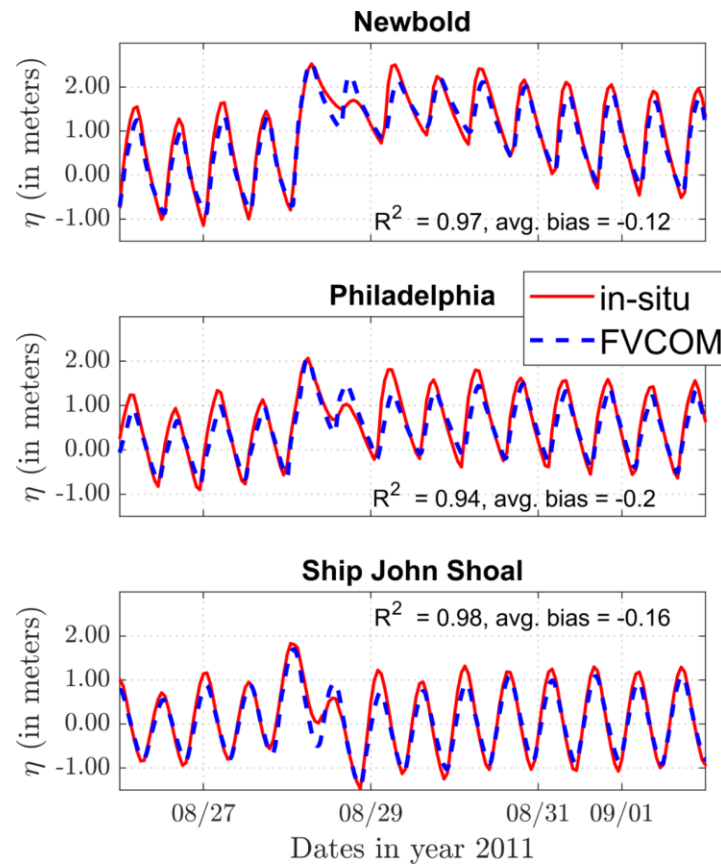 Newbold
η (in meters)
2.00
1.00
0.00
-1.00
R² = 0.97, avg. bias = -0.12
Philadelphia
in-situ
FVCOM
η (in meters)
2.00
1.00
0.00
-1.00
R² = 0.94, avg. bias = -0.2
Ship John Shoal
R² = 0.98, avg. bias = -0.16
η (in meters)
2.00
1.00
0.00
-1.00
08/27 08/29 08/31 09/01
Dates in year 2011